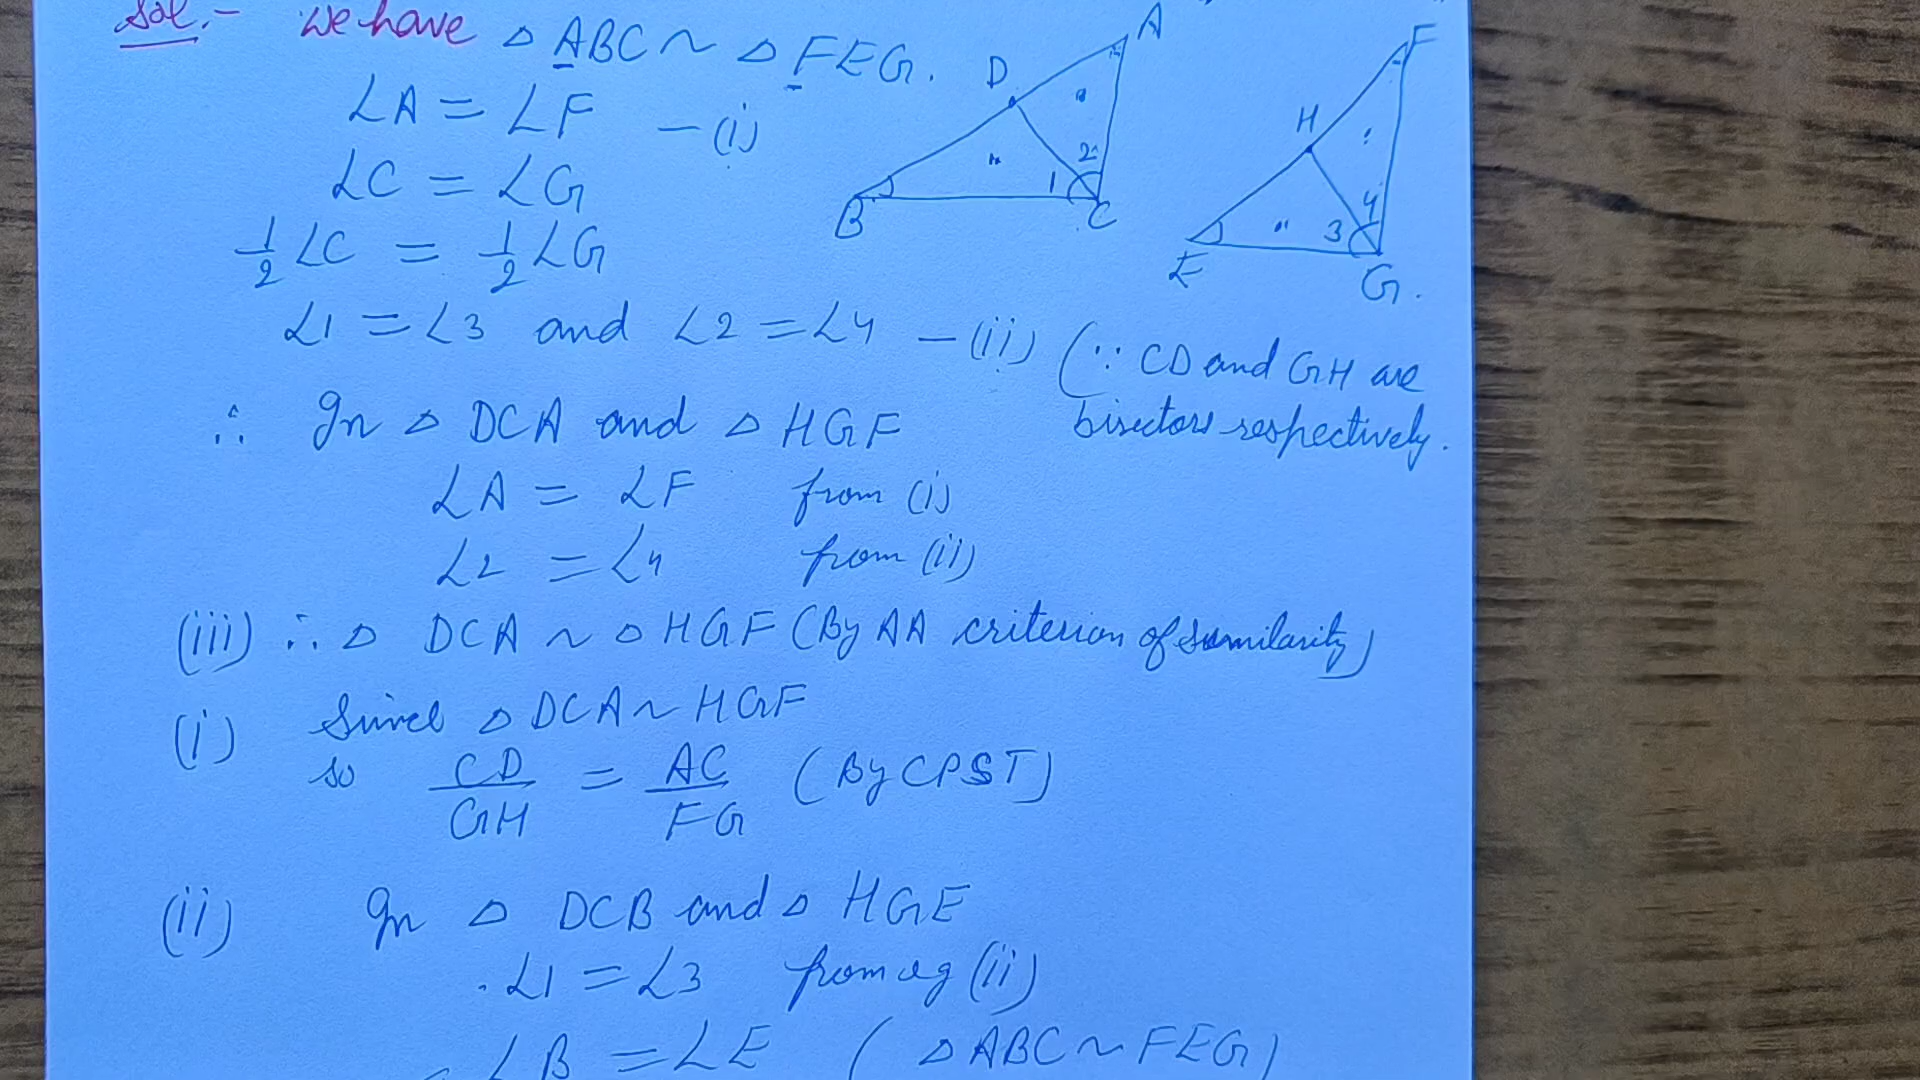 Sol.- We have △ABC ~ △FEG.
∠A = ∠F —(i)
∠C = ∠G
1/2 ∠C = 1/2 ∠G
∠1 = ∠3 and ∠2 = ∠4 —(ii) (∵ CD and GH are
bisectors respectively.
∴ In △ DCA and △ HGF
∠A = ∠F from (i)
∠2 = ∠4 from (ii)
(iii) ∴ △ DCA ~ △ HGF (By AA criterion of similarity)
(i) Since △DCA ~ HGF
so CD/GH = AC/FG (By CPST)
(ii) In △ DCB and △ HGE
∠1 = ∠3 from eq (ii)
∠B = ∠E ( △ABC ~ FEG)
A
D
2
1
B
C
F
H
4
3
E
G.